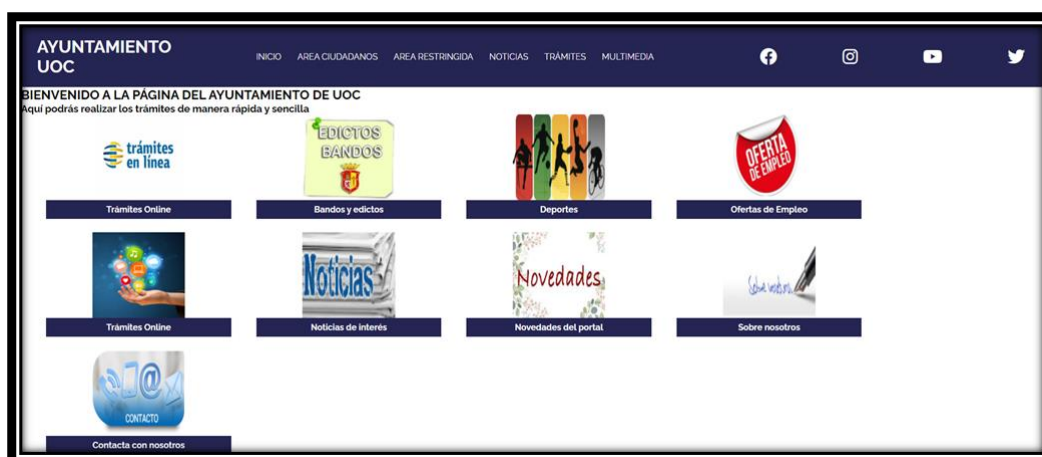 AYUNTAMIENTO
UOC
INICIO AREA CIUDADANOS AREA RESTRINGIDA NOTICIAS TRÁMITES MULTIMEDIA
BIENVENIDO A LA PÁGINA DEL AYUNTAMIENTO DE UOC
Aquí podrás realizar los trámites de manera rápida y sencilla
trámites
en línea
EDICTOS
BANDOS
OFERTA
DE EMPLEO
Trámites Online
Bandos y edictos
Deportes
Ofertas de Empleo
Noticias
Novedades
Trámites Online
Noticias de interés
Novedades del portal
Sobre nosotros
@
CONTACTO
Contacta con nosotros